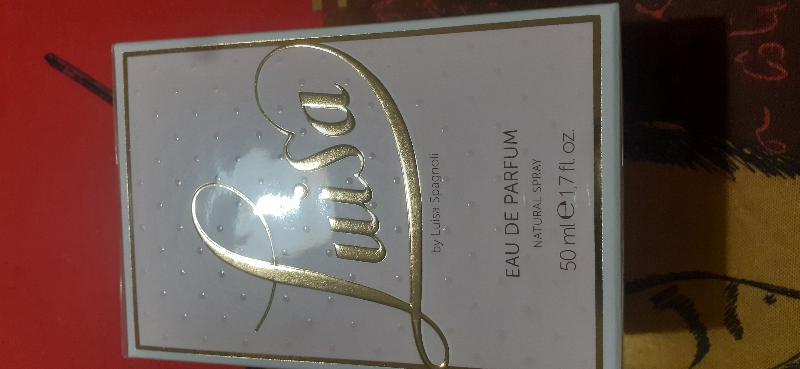 Luisa
by Luisa Spagnoli
EAU DE PARFUM
NATURAL SPRAY
50 ml ℮ 1,7 fl. oz.